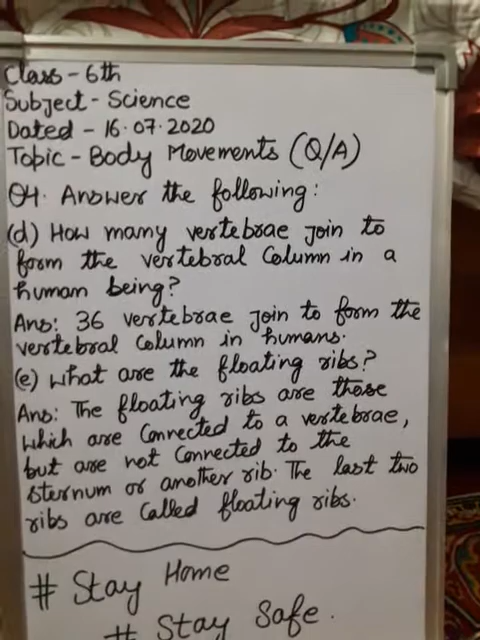 Class - 6th
Subject - Science
Dated - 16.07.2020
Topic - Body Movements (Q/A)
Q4. Answer the following:
(d) How many vertebrae join to
form the vertebral column in a
human being?
Ans: 36 vertebrae join to form the
vertebral column in humans.
(e) What are the floating ribs?
Ans: The floating ribs are those
which are connected to a vertebrae,
but are not connected to the
sternum or another rib. The last two
ribs are called floating ribs.
# Stay Home
# Stay Safe.